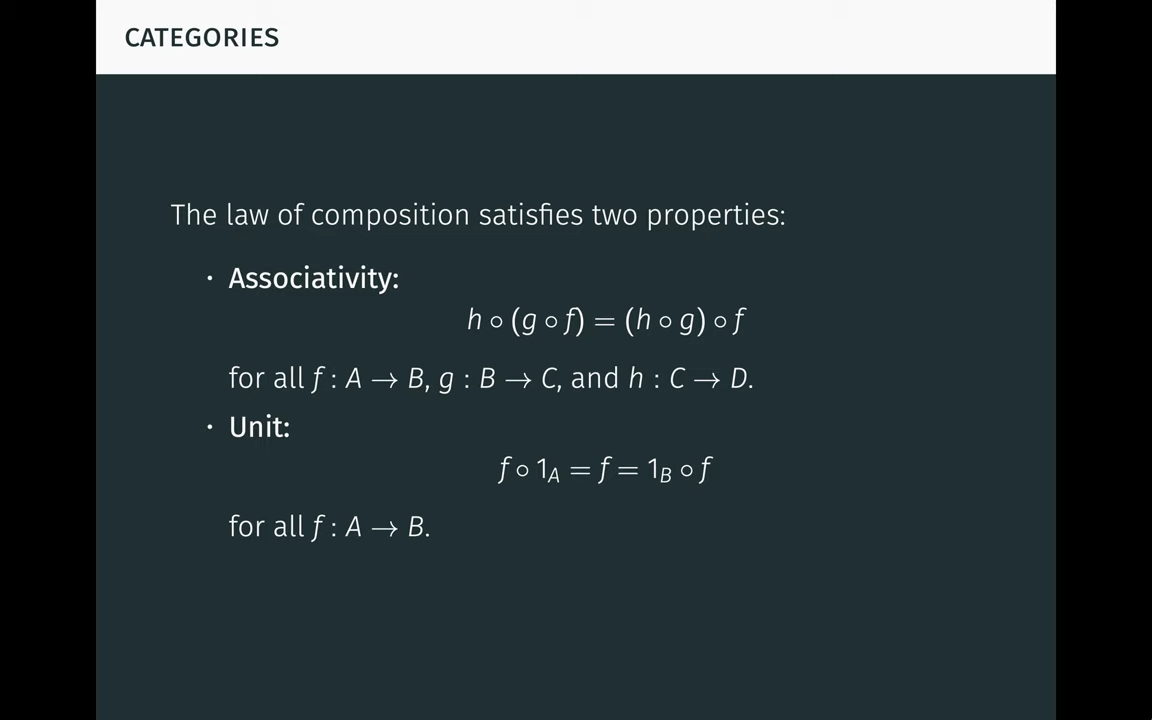 CATEGORIES
The law of composition satisfies two properties:
• Associativity:
h ∘ (g ∘ f) = (h ∘ g) ∘ f
for all f : A → B, g : B → C, and h : C → D.
• Unit:
f ∘ 1_A = f = 1_B ∘ f
for all f : A → B.